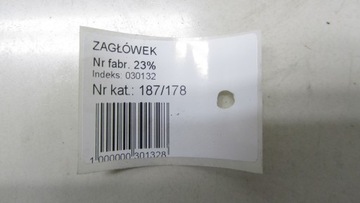 ZAGŁÓWEK
Nr fabr. 23%
Indeks: 030132
Nr kat.: 187/178
1 000000 301328